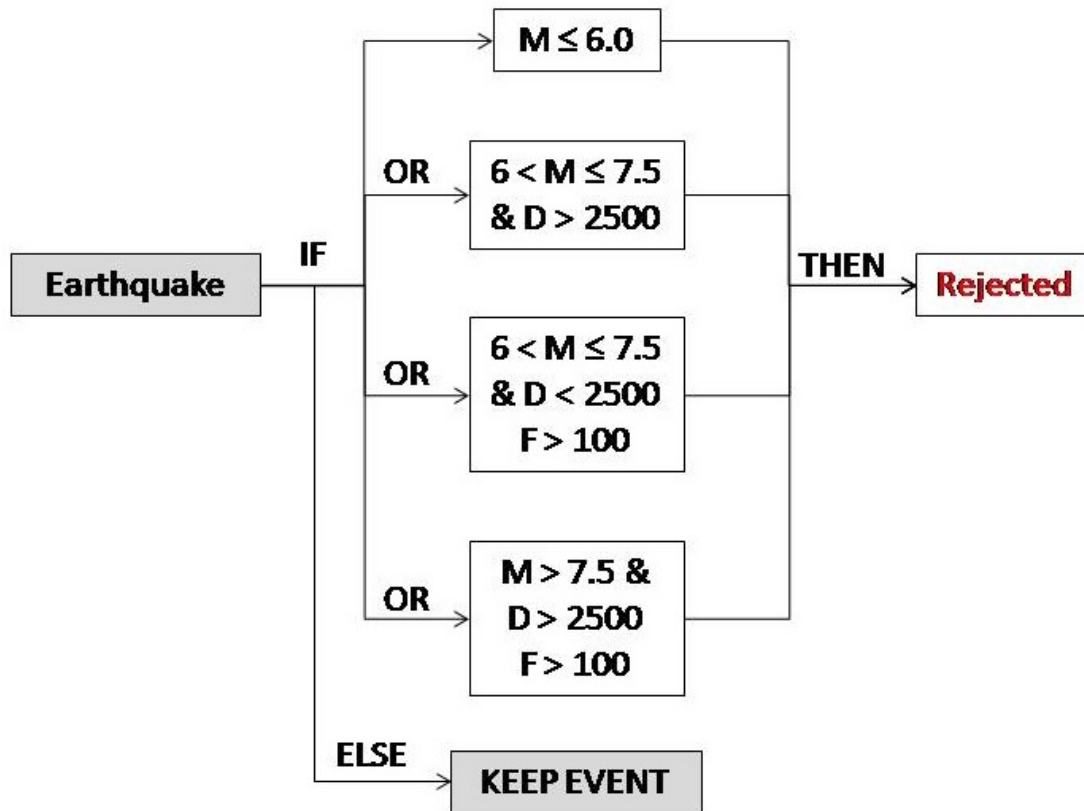 M ≤ 6.0
OR
6 < M ≤ 7.5
& D > 2500
Earthquake
IF
THEN
Rejected
OR
6 < M ≤ 7.5
& D < 2500
F > 100
OR
M > 7.5 &
D > 2500
F > 100
ELSE
KEEP EVENT